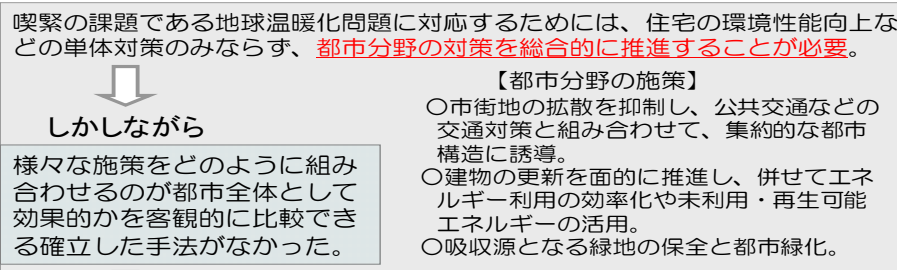 喫緊の課題である地球温暖化問題に対応するためには、住宅の環境性能向上な
どの単体対策のみならず、都市分野の対策を総合的に推進することが必要。
しかしながら
様々な施策をどのように組み
合わせるのが都市全体として
効果的かを客観的に比較でき
る確立した手法がなかった。
【都市分野の施策】
〇市街地の拡散を抑制し、公共交通などの
交通対策と組み合わせて、集約的な都市
構造に誘導。
〇建物の更新を面的に推進し、併せてエネ
ルギー利用の効率化や未利用・再生可能
エネルギーの活用。
〇吸収源となる緑地の保全と都市緑化。